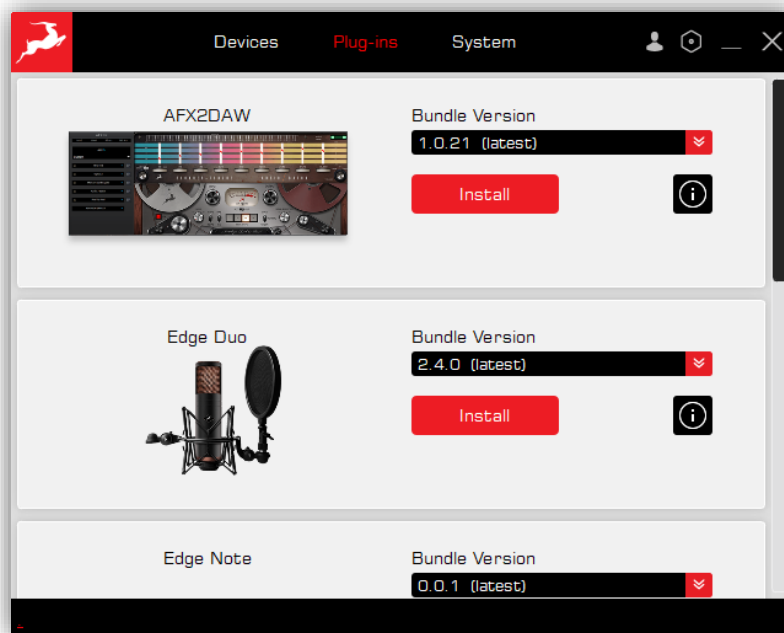 Devices Plug-ins System
AFX2DAW
Bundle Version
1.0.21 (latest)
Install
Edge Duo
Bundle Version
2.4.0 (latest)
Install
Edge Note
Bundle Version
0.0.1 (latest)